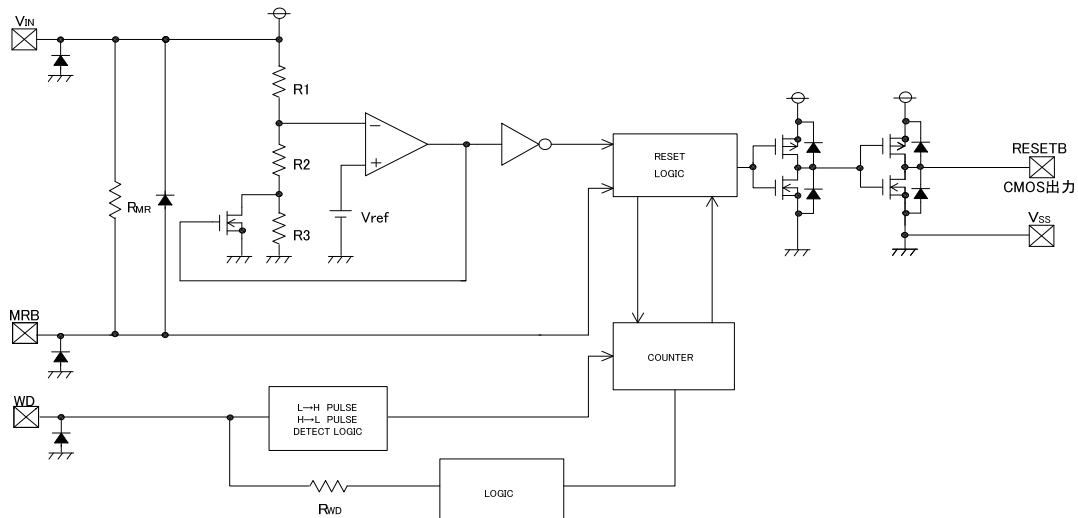 VIN
R1
R2
R3
RMR
Vref
RESET
LOGIC
RESETB
CMOS出力
VSS
MRB
COUNTER
WD
L→H PULSE
H→L PULSE
DETECT LOGIC
RWD
LOGIC